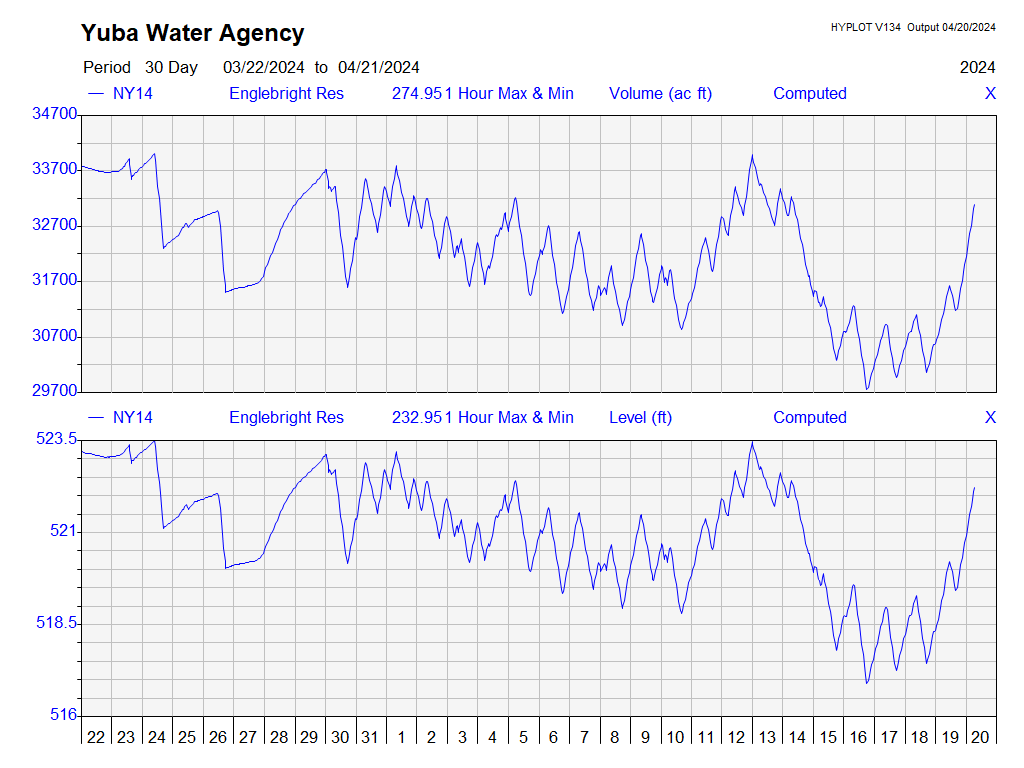 Yuba Water Agency
HYPLOT V134 Output 04/20/2024
Period 30 Day 03/22/2024 to 04/21/2024 2024
NY14 Englebright Res 274.951 Hour Max & Min Volume (ac ft) Computed X
34700
33700
32700
31700
30700
29700
NY14 Englebright Res 232.951 Hour Max & Min Level (ft) Computed X
523.5
521
518.5
516
22 23 24 25 26 27 28 29 30 31 1 2 3 4 5 6 7 8 9 10 11 12 13 14 15 16 17 18 19 20